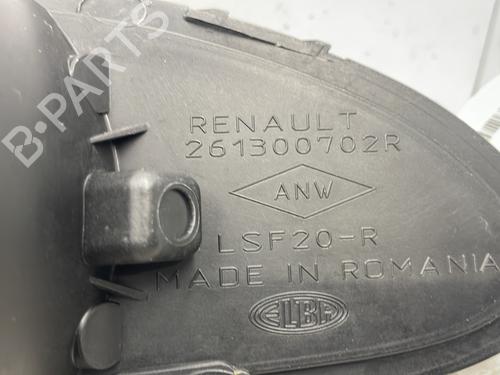 B-PARTS
RENAULT
261300702R
ANW
LSF20-R
MADE IN ROMANIA
ELBA